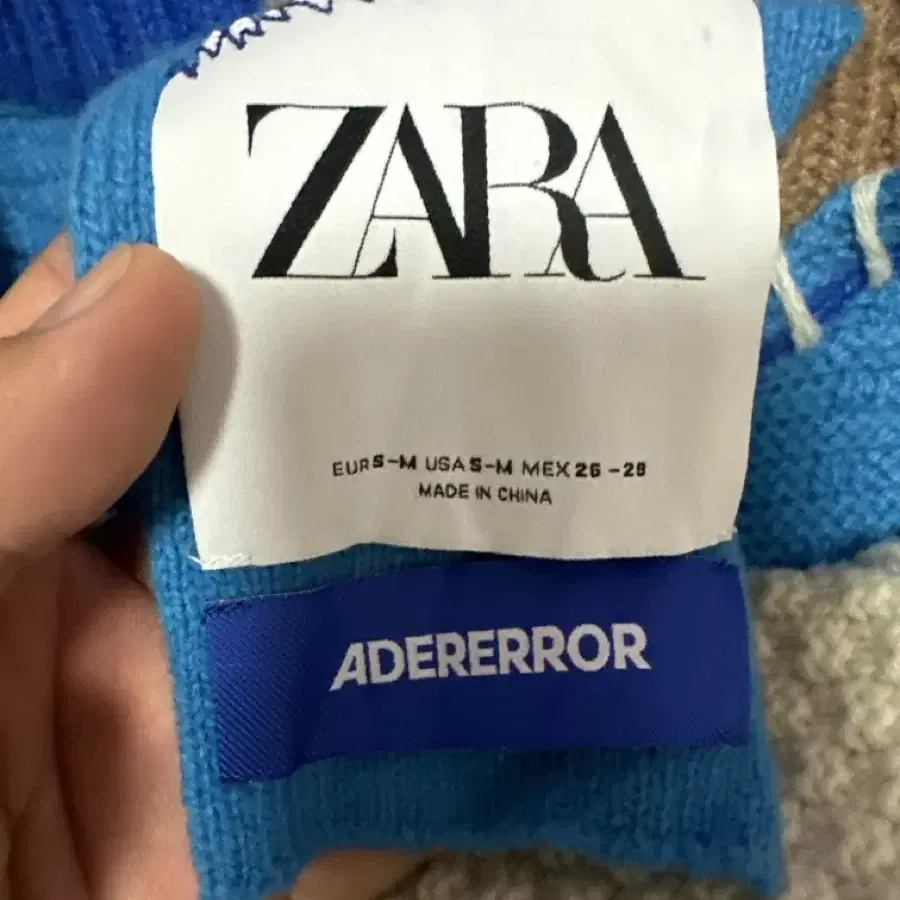 ZARA
EUR S-M USA S-M MEX 26-28
MADE IN CHINA
ADERERROR